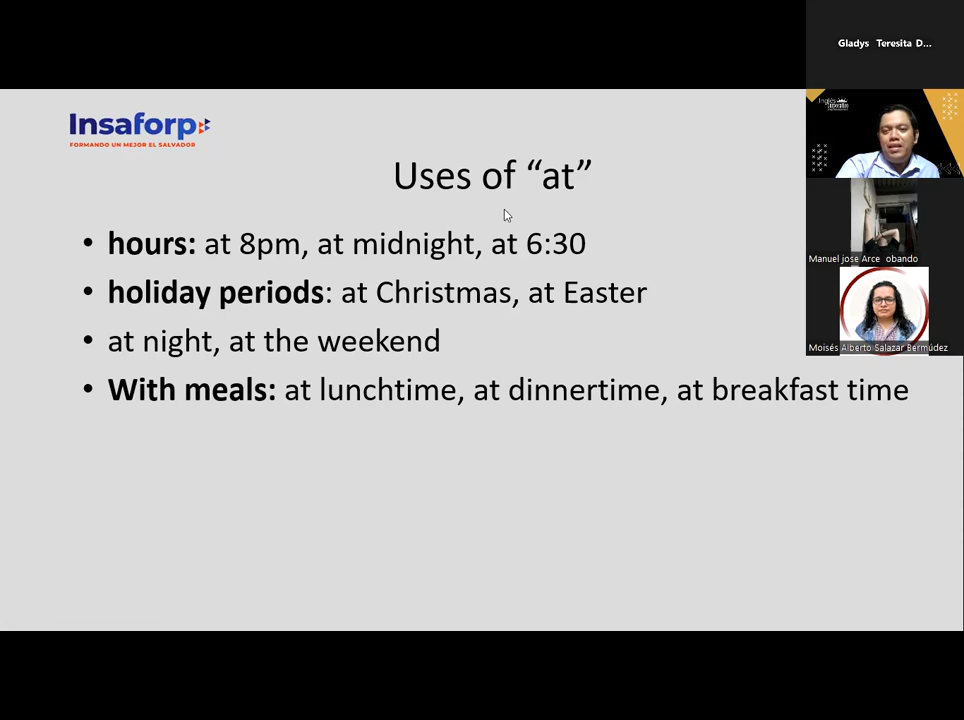 Gladys Teresita D...
Insaforp
FORMANDO UN MEJOR EL SALVADOR
Uses of “at”
• hours: at 8pm, at midnight, at 6:30
• holiday periods: at Christmas, at Easter
• at night, at the weekend
• With meals: at lunchtime, at dinnertime, at breakfast time
Inglés
Manuel jose Arce obando
Moisés Alberto Salazar Bermúdez